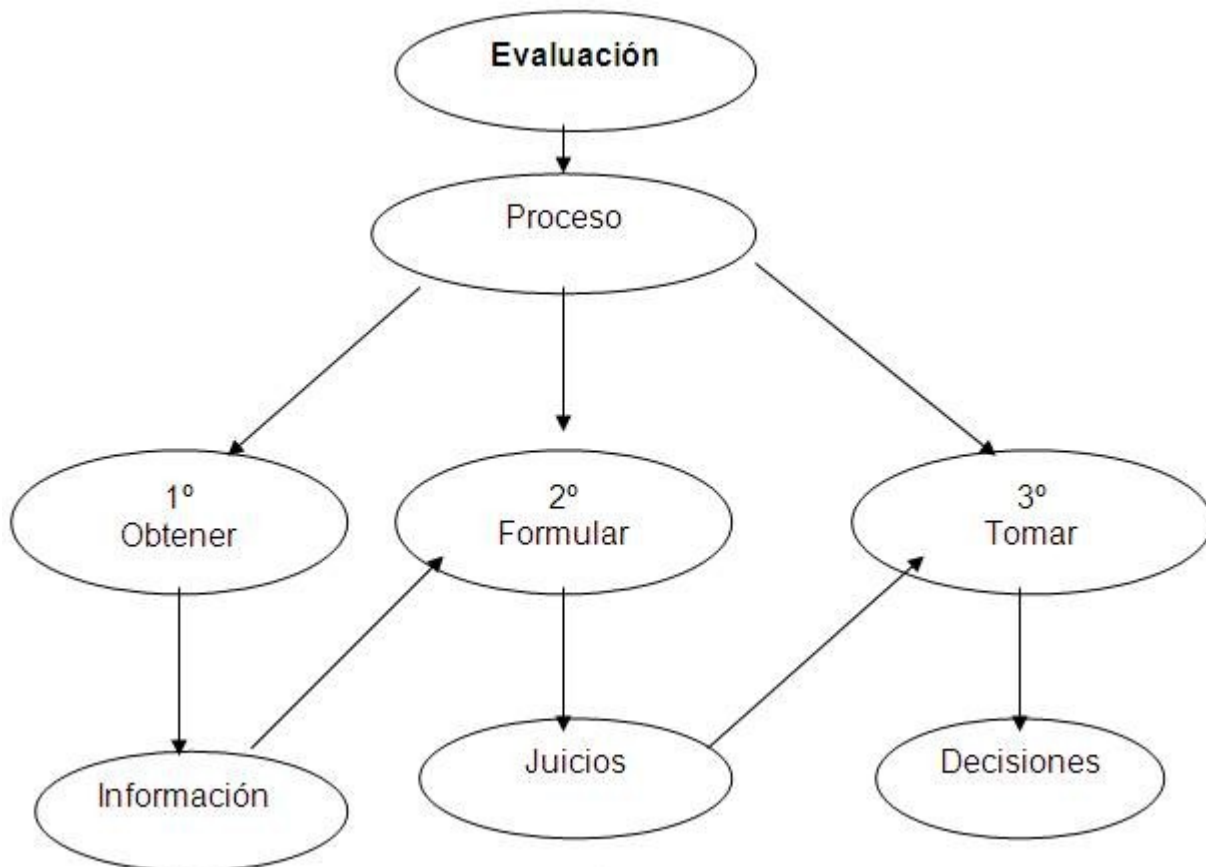 Evaluación
Proceso
1º
Obtener
2º
Formular
3º
Tomar
Información
Juicios
Decisiones